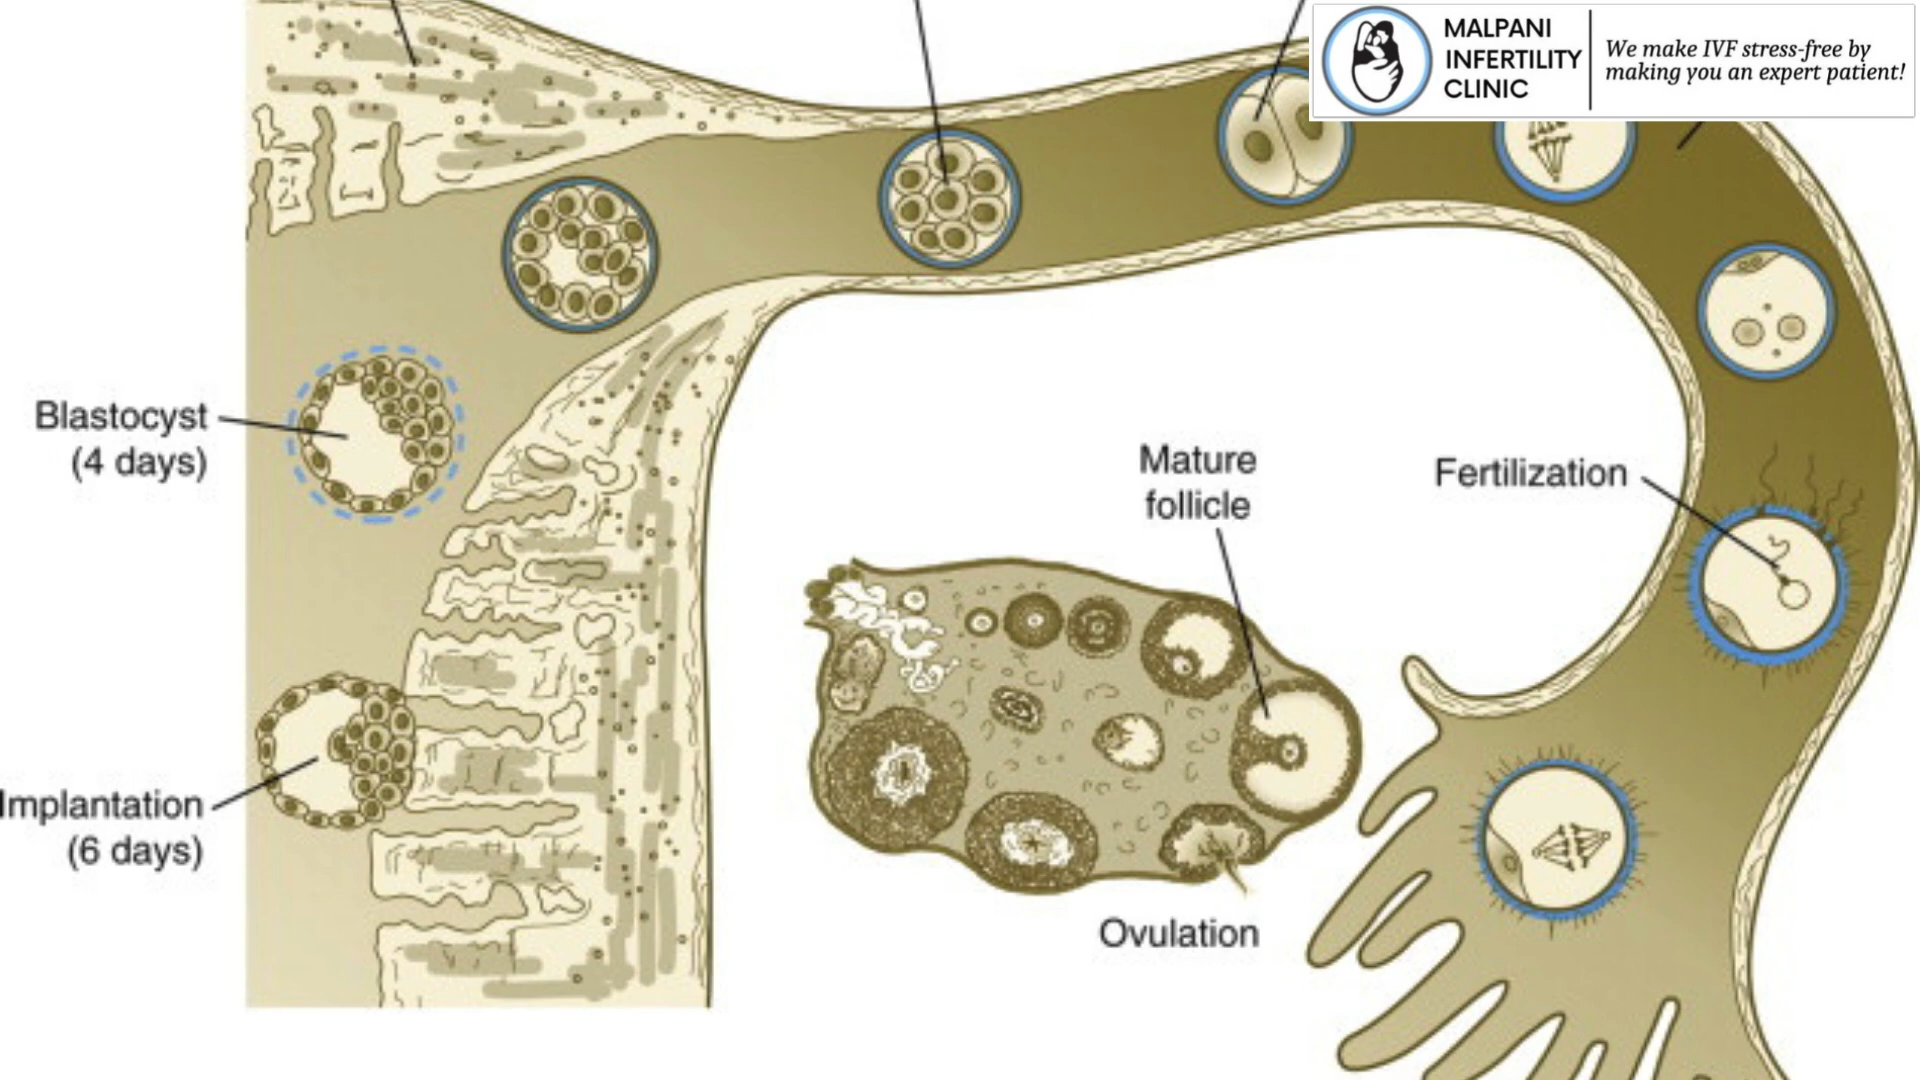 MALPANI
INFERTILITY
CLINIC
We make IVF stress-free by
making you an expert patient!
Blastocyst
(4 days)
Mature
follicle
Fertilization
Implantation
(6 days)
Ovulation